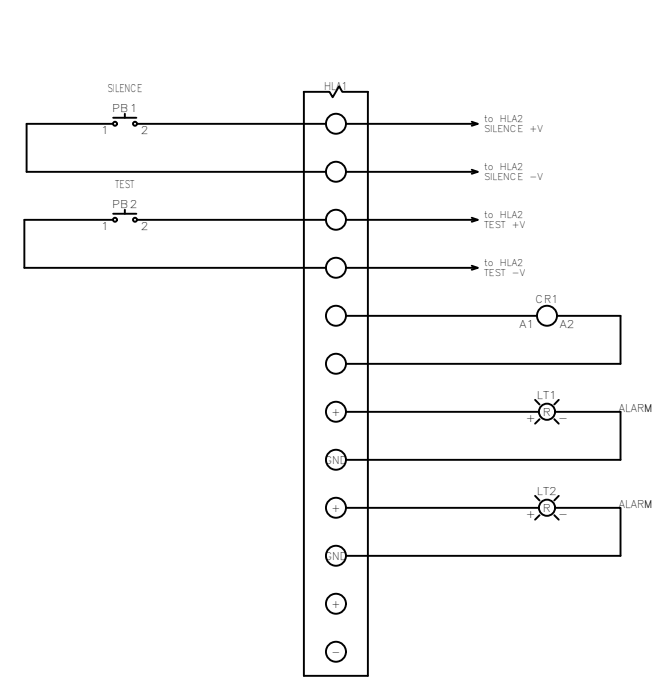 SILENCE
HLA1
PB1
1 2
to HLA2
SILENCE +V
to HLA2
SILENCE −V
TEST
PB2
1 2
to HLA2
TEST +V
to HLA2
TEST −V
CR1
A1 A2
LT1
ALARM
+ R
+ −
GND
LT2
ALARM
+ R
+ −
GND
+
−